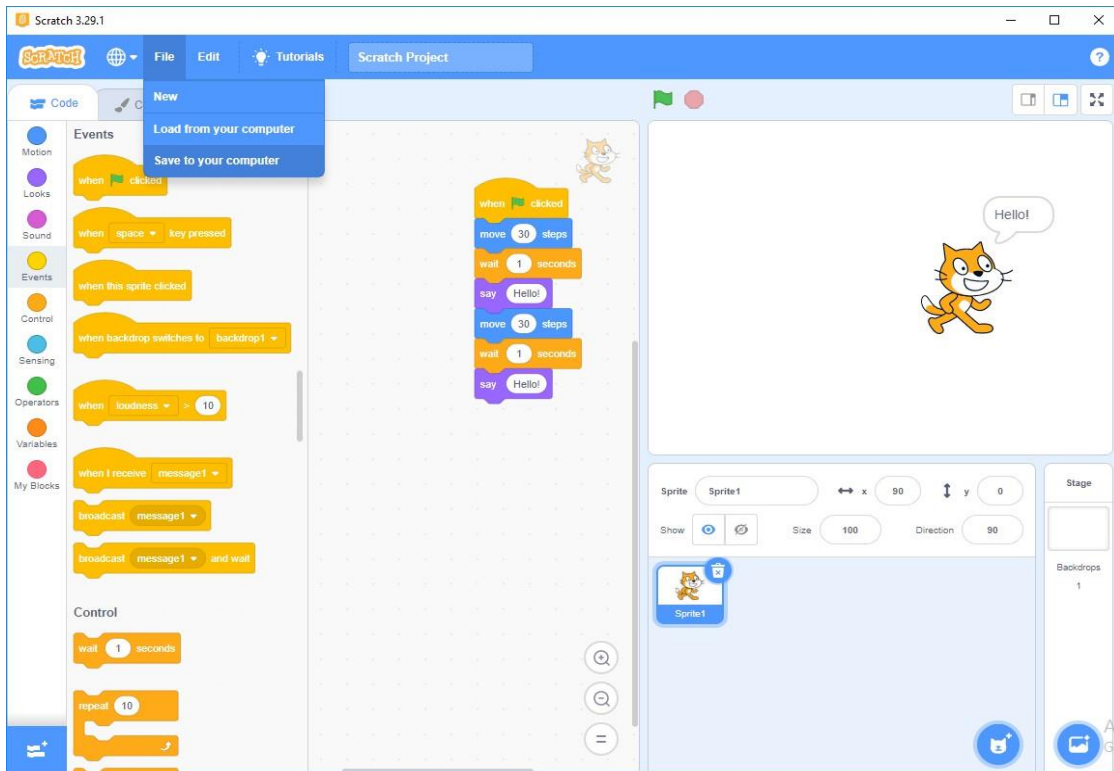 Scratch 3.29.1
SCRATCH File Edit Tutorials Scratch Project ?
New
Load from your computer
Save to your computer
Code C
Motion
Looks
Sound
Events
Control
Sensing
Operators
Variables
My Blocks
Events
when clicked
when space key pressed
when this sprite clicked
when backdrop switches to backdrop1
when loudness > 10
when I receive message1
broadcast message1
broadcast message1 and wait
Control
wait 1 seconds
repeat 10
when clicked
move 30 steps
wait 1 seconds
say Hello!
move 30 steps
wait 1 seconds
say Hello!
Hello!
Sprite Sprite1 x 90 y 0
Show Size 100 Direction 90
Sprite1
Stage
Backdrops
1
A
G